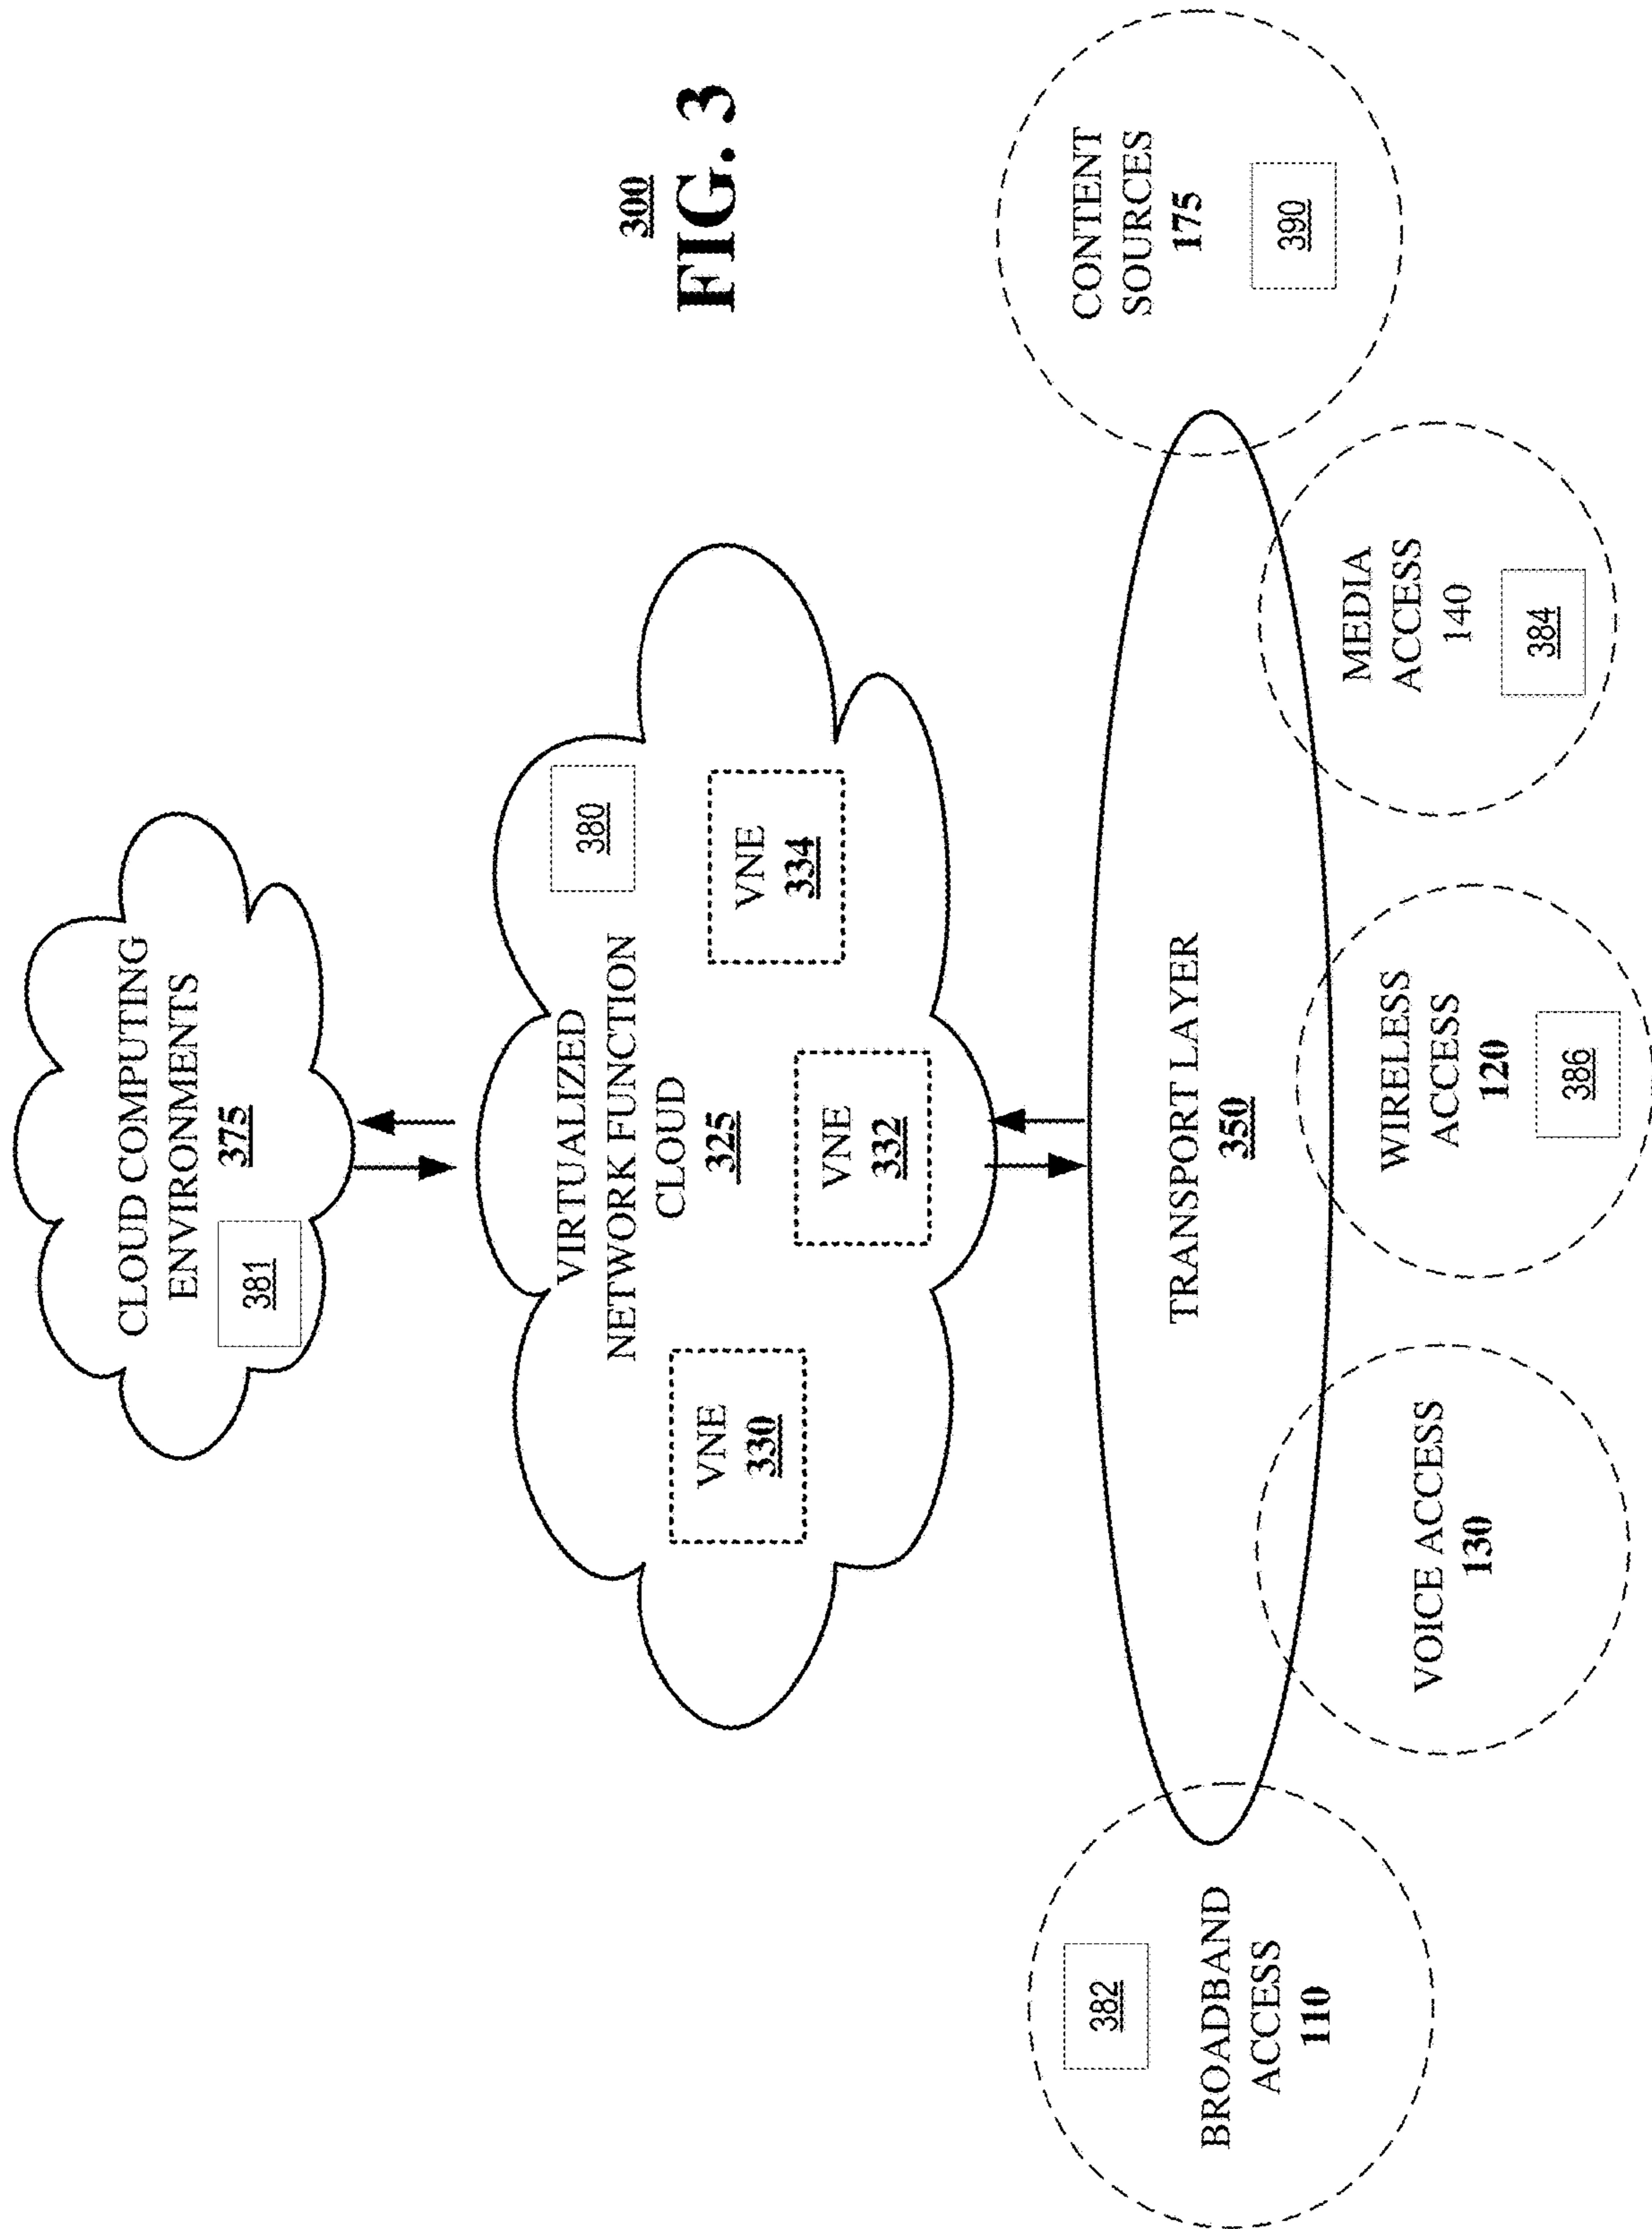 CLOUD COMPUTING
ENVIRONMENTS
375
381
VIRTUALIZED
NETWORK FUNCTION
CLOUD
325
380
VNE
330
VNE
332
VNE
334
300
FIG. 3
TRANSPORT LAYER
350
382
BROADBAND
ACCESS
110
VOICE ACCESS
130
WIRELESS
ACCESS
120
386
MEDIA
ACCESS
140
384
CONTENT
SOURCES
175
390